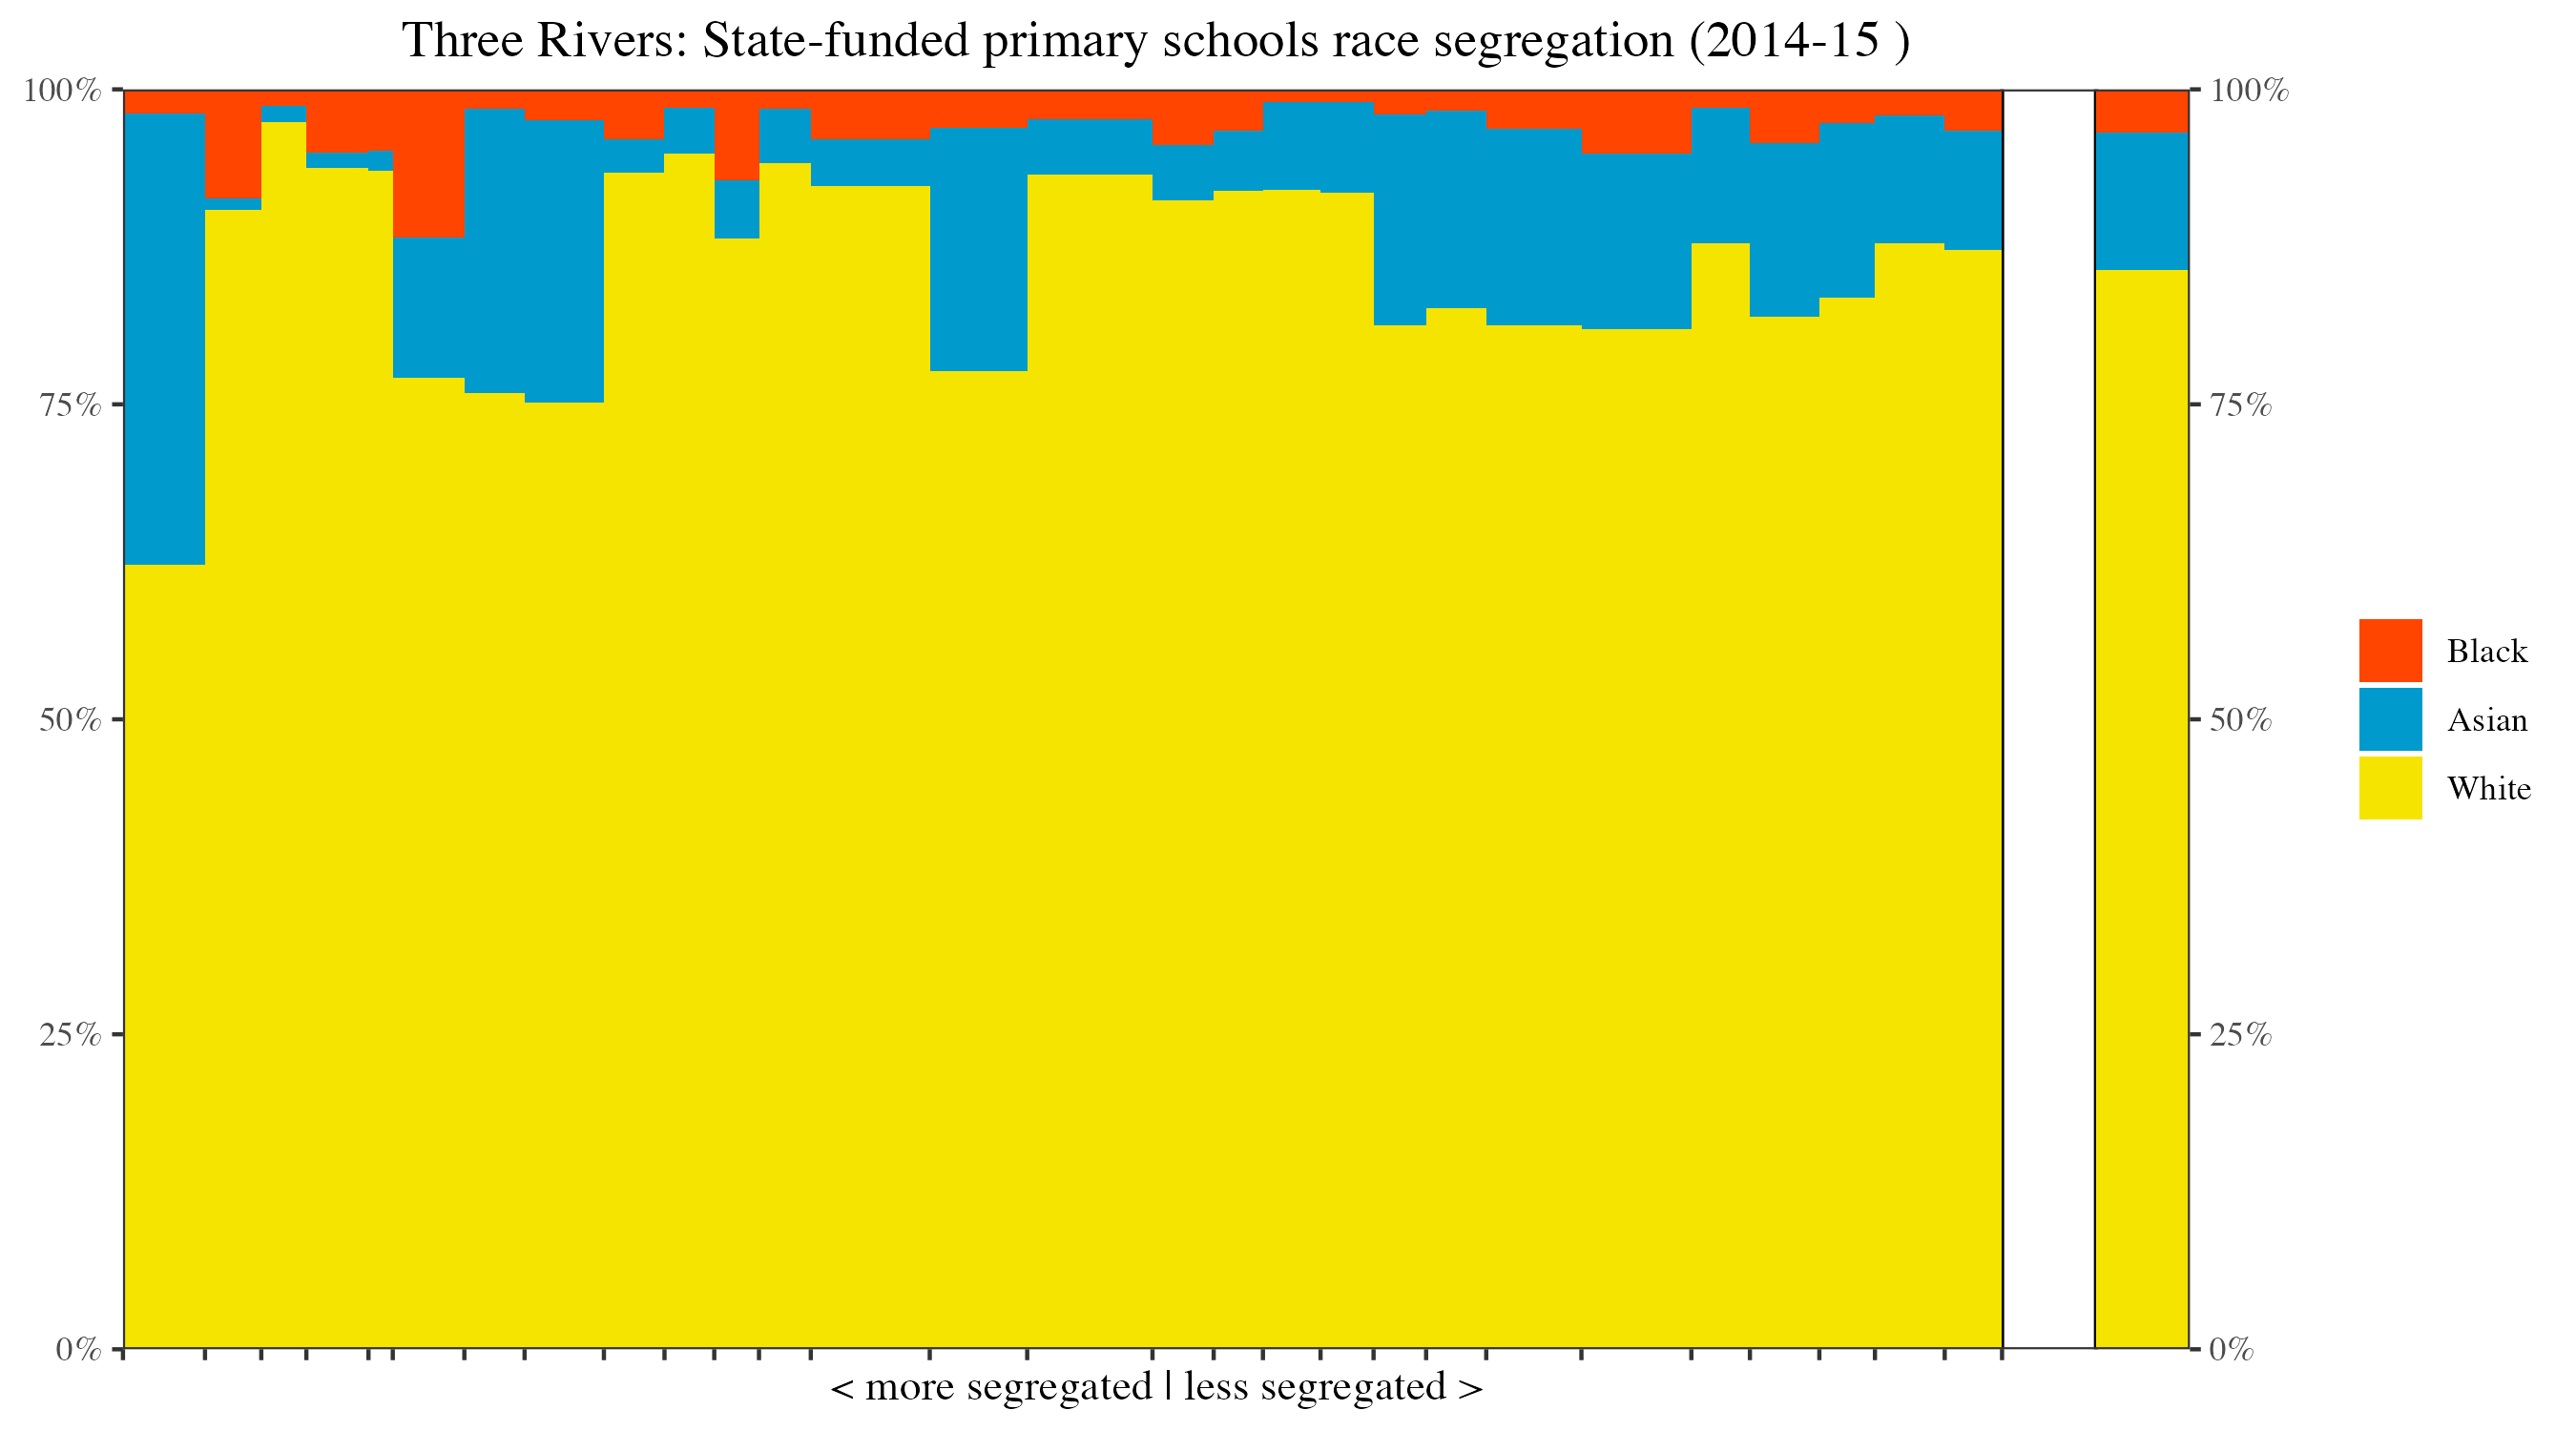 Three Rivers: State-funded primary schools race segregation (2014-15 )
100%
75%
50%
25%
0%
100%
75%
50%
25%
0%
Black
Asian
White
< more segregated | less segregated >